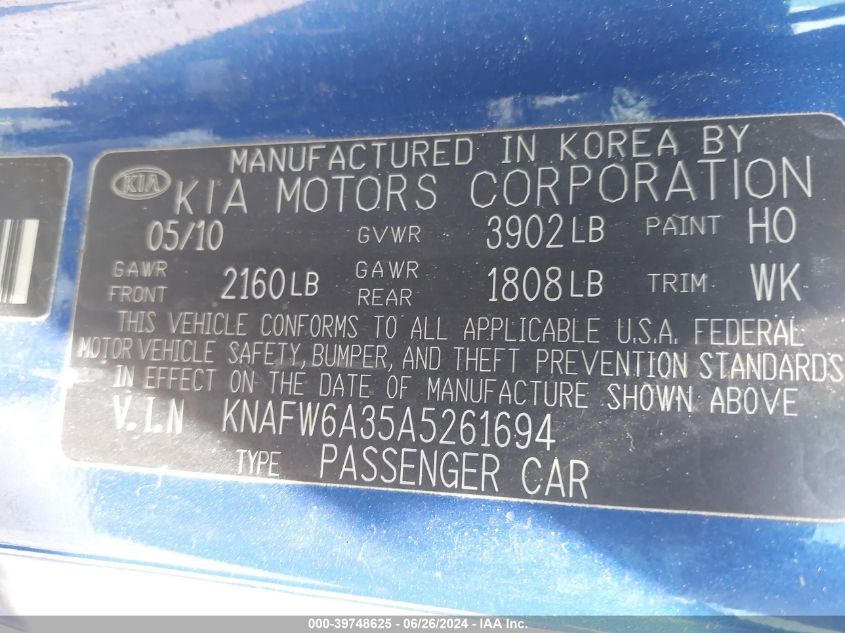 MANUFACTURED IN KOREA BY
KIA KIA MOTORS CORPORATION
05/10 GVWR 3902LB PAINT HO
GAWR FRONT 2160LB GAWR REAR 1808LB TRIM WK
THIS VEHICLE CONFORMS TO ALL APPLICABLE U.S.A. FEDERAL
MOTOR VEHICLE SAFETY, BUMPER, AND THEFT PREVENTION STANDARDS
IN EFFECT ON THE DATE OF MANUFACTURE SHOWN ABOVE
V.I.N KNAFW6A35A5261694
TYPE PASSENGER CAR
000-39748625 - 06/26/2024 - IAA Inc.